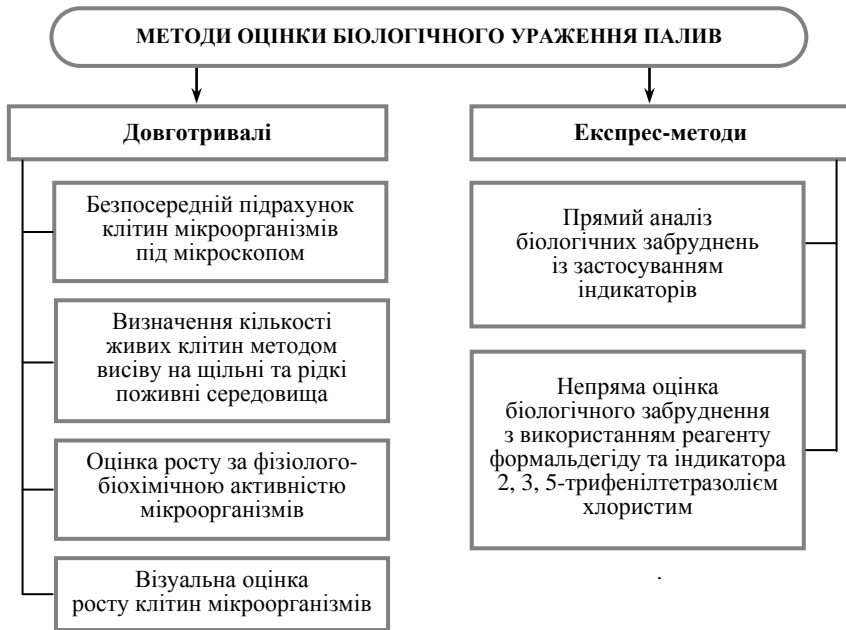 МЕТОДИ ОЦІНКИ БІОЛОГІЧНОГО УРАЖЕННЯ ПАЛИВ
Довготривалі
Безпосередній підрахунок
клітин мікроорганізмів
під мікроскопом
Визначення кількості
живих клітин методом
висіву на щільні та рідкі
поживні середовища
Оцінка росту за фізіолого-
біохімічною активністю
мікроорганізмів
Візуальна оцінка
росту клітин мікроорганізмів
Експрес-методи
Прямий аналіз
біологічних забруднень
із застосуванням
індикаторів
Непряма оцінка
біологічного забруднення
з використанням реагенту
формальдегіду та індикатора
2, 3, 5-трифенілтетразолієм
хлористим
.